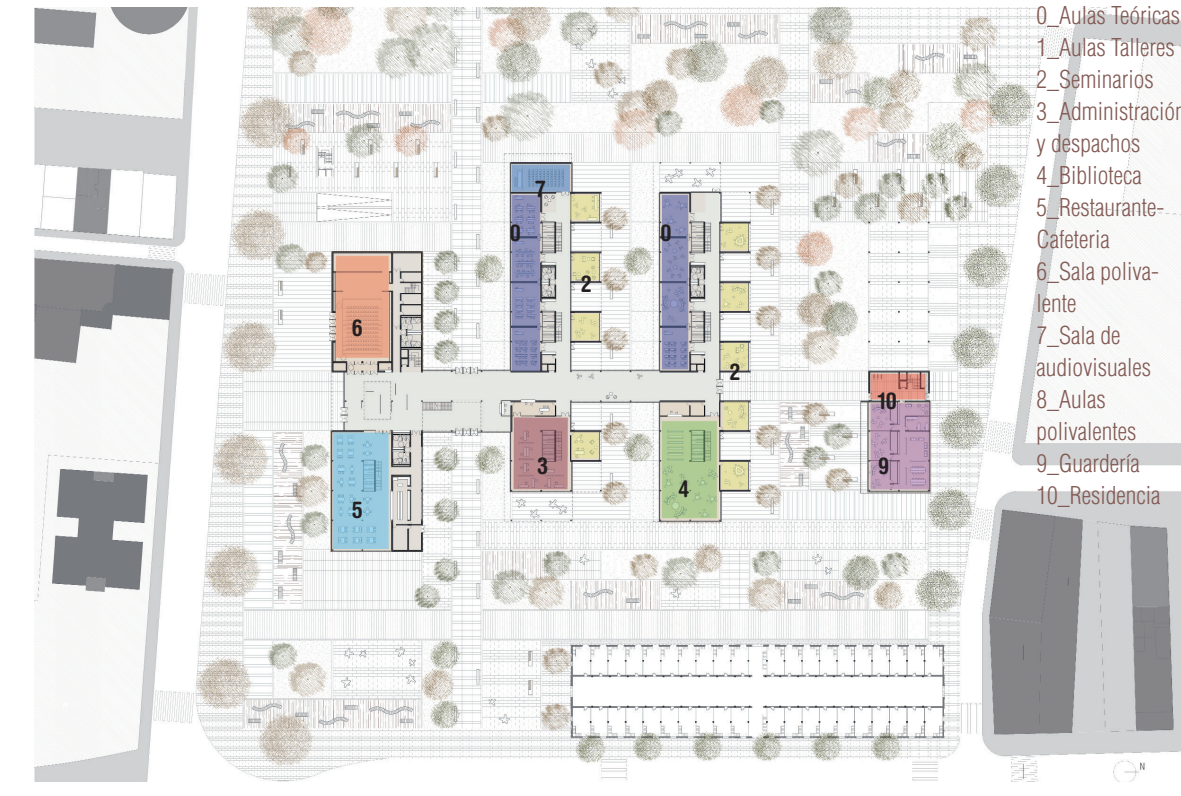 0_Aulas Teóricas
1_Aulas Talleres
2_Seminarios
3_Administración
y despachos
4_Biblioteca
5_Restaurante-
Cafeteria
6_Sala poliva-
lente
7_Sala de
audiovisuales
8_Aulas
polivalentes
9_Guardería
10_Residencia
7
0
0
2
6
2
10
3
9
4
5
N